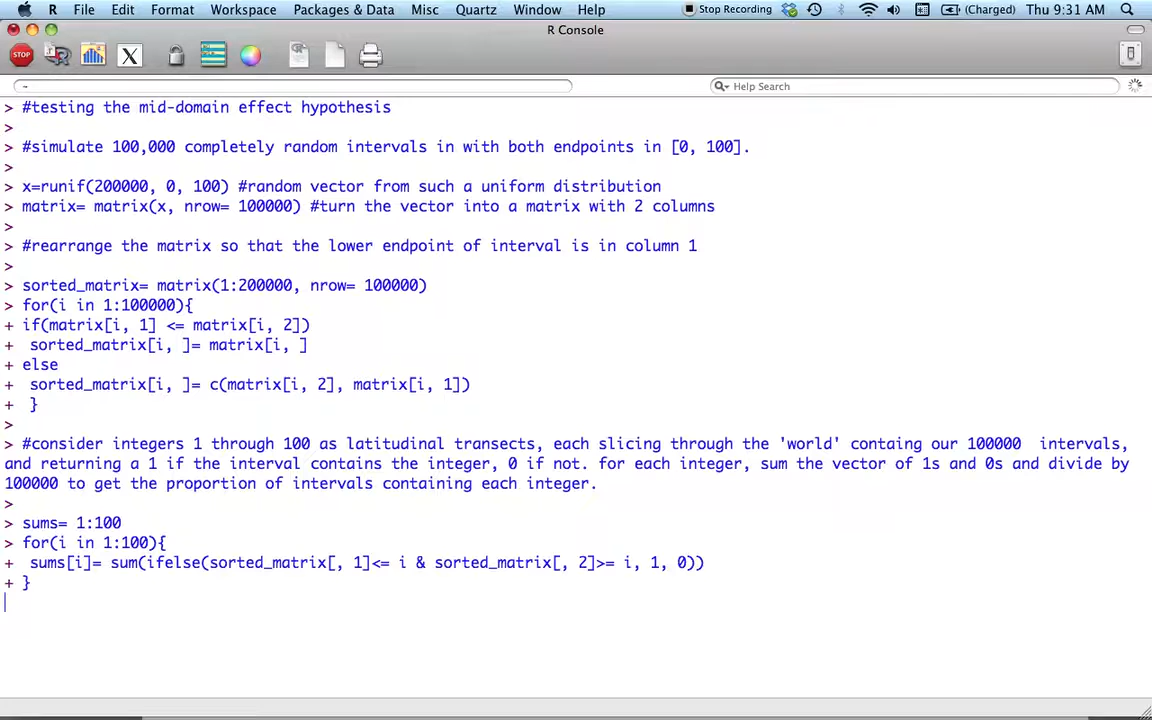 R File Edit Format Workspace Packages & Data Misc Quartz Window Help Stop Recording (Charged) Thu 9:31 AM
R Console
STOP R X
~ Help Search
> #testing the mid-domain effect hypothesis
>
> #simulate 100,000 completely random intervals in with both endpoints in [0, 100].
>
> x=runif(200000, 0, 100) #random vector from such a uniform distribution
> matrix= matrix(x, nrow= 100000) #turn the vector into a matrix with 2 columns
>
> #rearrange the matrix so that the lower endpoint of interval is in column 1
>
> sorted_matrix= matrix(1:200000, nrow= 100000)
> for(i in 1:100000){
+ if(matrix[i, 1] <= matrix[i, 2])
+  sorted_matrix[i, ]= matrix[i, ]
+ else
+  sorted_matrix[i, ]= c(matrix[i, 2], matrix[i, 1])
+  }
>
> #consider integers 1 through 100 as latitudinal transects, each slicing through the 'world' containg our 100000  intervals,
and returning a 1 if the interval contains the integer, 0 if not. for each integer, sum the vector of 1s and 0s and divide by
100000 to get the proportion of intervals containing each integer.
>
> sums= 1:100
> for(i in 1:100){
+  sums[i]= sum(ifelse(sorted_matrix[, 1]<= i & sorted_matrix[, 2]>= i, 1, 0))
+ }